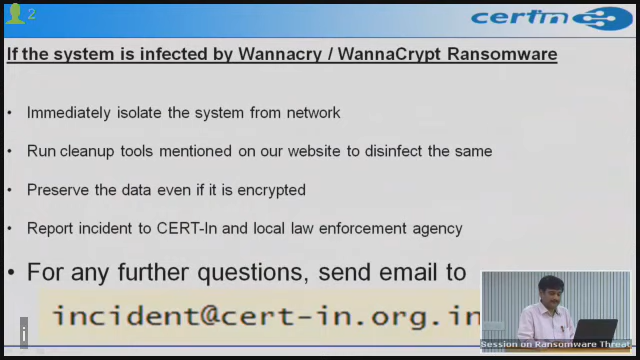 2
certin
If the system is infected by Wannacry / WannaCrypt Ransomware
• Immediately isolate the system from network
• Run cleanup tools mentioned on our website to disinfect the same
• Preserve the data even if it is encrypted
• Report incident to CERT-In and local law enforcement agency
• For any further questions, send email to
incident@cert-in.org.in
i
Session on Ransomware Threat